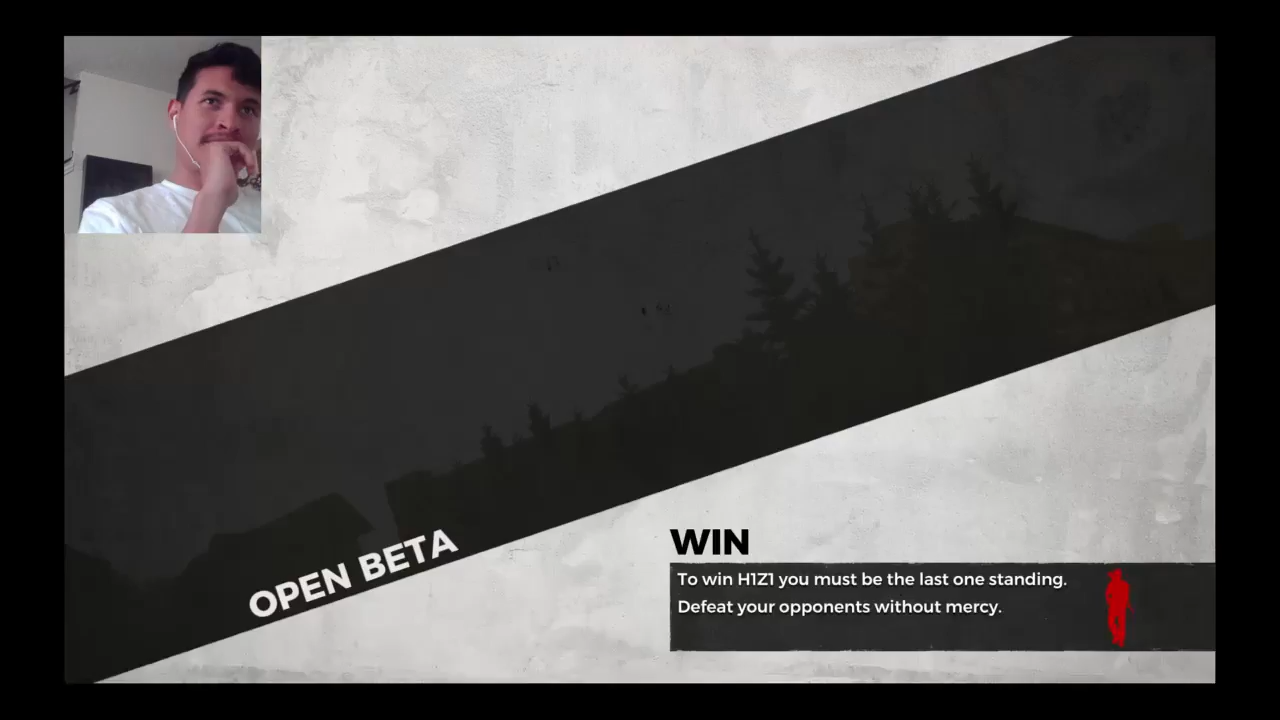 OPEN BETA
WIN
To win H1Z1 you must be the last one standing.
Defeat your opponents without mercy.